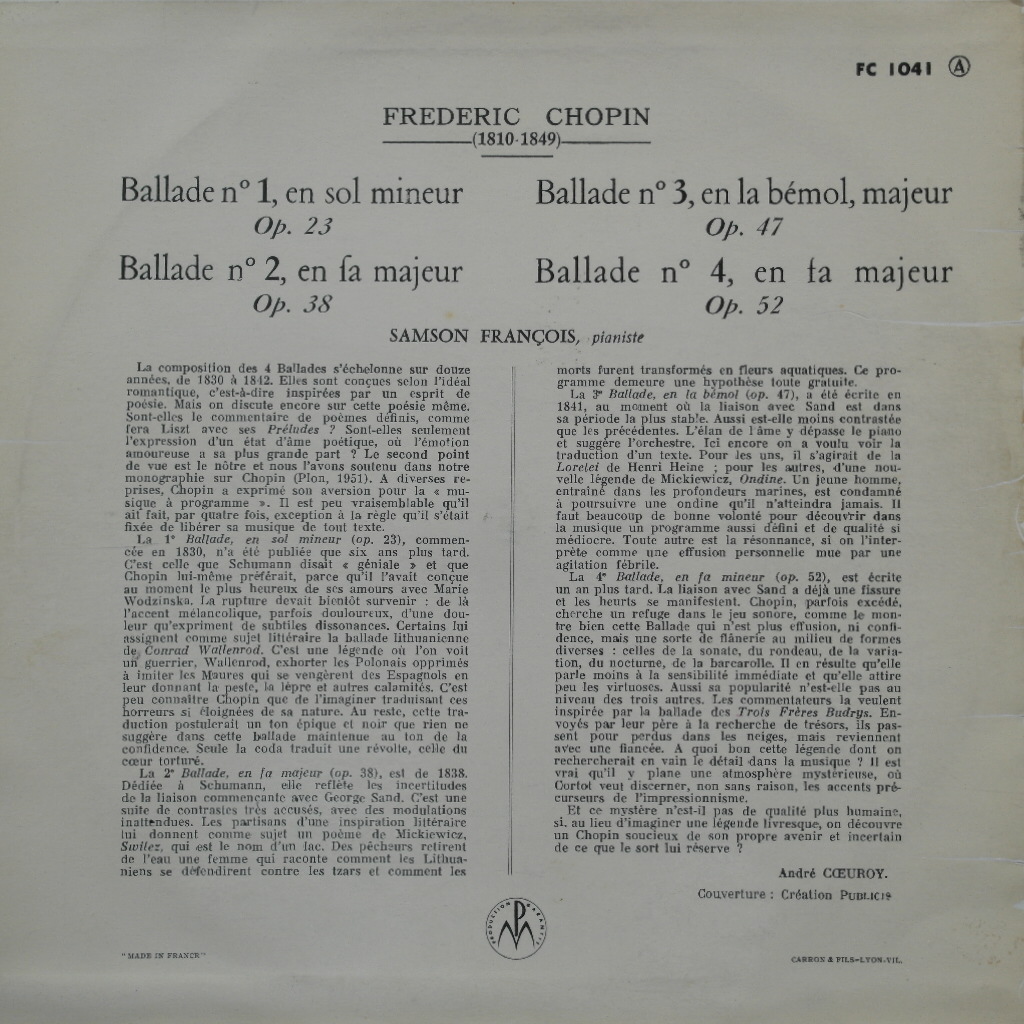 FC 1041 Ⓐ
FREDERIC CHOPIN
(1810-1849)
Ballade n° 1, en sol mineur
Op. 23
Ballade n° 2, en fa majeur
Op. 38
Ballade n° 3, en la bémol, majeur
Op. 47
Ballade n° 4, en fa majeur
Op. 52
SAMSON FRANÇOIS, pianiste
La composition des 4 Ballades s'échelonne sur douze
années, de 1830 à 1842. Elles sont conçues selon l'idéal
romantique, c'est-à-dire inspirées par un esprit de
poésie. Mais on discute encore sur cette poésie même.
Sont-elles le commentaire de poèmes définis, comme
fera Liszt avec ses Préludes ? Sont-elles seulement
l'expression d'un état d'âme poétique, où l'émotion
amoureuse a sa plus grande part ? Le second point
de vue est le nôtre et nous l'avons soutenu dans notre
monographie sur Chopin (Plon, 1951). A diverses re-
prises, Chopin a exprimé son aversion pour la « mu-
sique à programme ». Il est peu vraisemblable qu'il
ait fait, par quatre fois, exception à la règle qu'il s'était
fixée de libérer sa musique de tout texte.
La 1e Ballade, en sol mineur (op. 23), commen-
cée en 1830, n'a été publiée que six ans plus tard.
C'est celle que Schumann disait « géniale » et que
Chopin lui-même préférait, parce qu'il l'avait conçue
au moment le plus heureux de ses amours avec Marie
Wodzinska. La rupture devait bientôt survenir : de là
l'accent mélancolique, parfois douloureux, d'une dou-
leur qu'expriment de subtiles dissonances. Certains lui
assignent comme sujet littéraire la ballade lithuanienne
de Conrad Wallenrod. C'est une légende où l'on voit
un guerrier, Wallenrod, exhorter les Polonais opprimés
à imiter les Maures qui se vengèrent des Espagnols en
leur donnant la peste, la lèpre et autres calamités. C'est
peu connaître Chopin que de l'imaginer traduisant ces
horreurs si éloignées de sa nature. Au reste, cette tra-
duction postulerait un ton épique et noir que rien ne
suggère dans cette ballade maintenue au ton de la
confidence. Seule la coda traduit une révolte, celle du
cœur torturé.
La 2e Ballade, en fa majeur (op. 38), est de 1838.
Dédiée à Schumann, elle reflète les incertitudes
de la liaison commençante avec George Sand. C'est une
suite de contrastes très accusés, avec des modulations
inattendues. Les partisans d'une inspiration littéraire
lui donnent comme sujet un poème de Mickiewicz,
Switez, qui est le nom d'un lac. Des pêcheurs retirent
de l'eau une femme qui raconte comment les Lithua-
niens se défendirent contre les tzars et comment les
morts furent transformés en fleurs aquatiques. Ce pro-
gramme demeure une hypothèse toute gratuite.
La 3e Ballade, en la bémol (op. 47), a été écrite en
1841, au moment où la liaison avec Sand est dans
sa période la plus stable. Aussi est-elle moins contrastée
que les précédentes. L'élan de l'âme y dépasse le piano
et suggère l'orchestre. Ici encore on a voulu voir la
traduction d'un texte. Pour les uns, il s'agirait de la
Lorelei de Henri Heine ; pour les autres, d'une nou-
velle légende de Mickiewicz, Ondine. Un jeune homme,
entraîné dans les profondeurs marines, est condamné
à poursuivre une ondine qu'il n'atteindra jamais. Il
faut beaucoup de bonne volonté pour découvrir dans
la musique un programme aussi défini et de qualité si
médiocre. Toute autre est la résonnance, si on l'inter-
prète comme une effusion personnelle mue par une
agitation fébrile.
La 4e Ballade, en fa mineur (op. 52), est écrite
un an plus tard. La liaison avec Sand a déjà une fissure
et les heurts se manifestent. Chopin, parfois excédé,
cherche un refuge dans le jeu sonore, comme le mon-
tre bien cette Ballade qui n'est plus effusion, ni confi-
dence, mais une sorte de flânerie au milieu de formes
diverses : celles de la sonate, du rondeau, de la varia-
tion, du nocturne, de la barcarolle. Il en résulte qu'elle
parle moins à la sensibilité immédiate et qu'elle attire
peu les virtuoses. Aussi sa popularité n'est-elle pas au
niveau des trois autres. Les commentateurs la veulent
inspirée par la ballade des Trois Frères Budrys. En-
voyés par leur père à la recherche de trésors, ils pas-
sent pour perdus dans les neiges, mais reviennent
avec une fiancée. A quoi bon cette légende dont on
rechercherait en vain le détail dans la musique ? Il est
vrai qu'il y plane une atmosphère mystérieuse, où
Cortot veut discerner, non sans raison, les accents pré-
curseurs de l'impressionnisme.
Et ce mystère n'est-il pas de qualité plus humaine,
si, au lieu d'imaginer une légende livresque, on découvre
un Chopin soucieux de son propre avenir et incertain
de ce que le sort lui réserve ?
André CŒUROY.
Couverture : Création PUBLICIS
PRODUCTION GARANTIE
"MADE IN FRANCE"
CARRON & FILS-LYON-VIL.